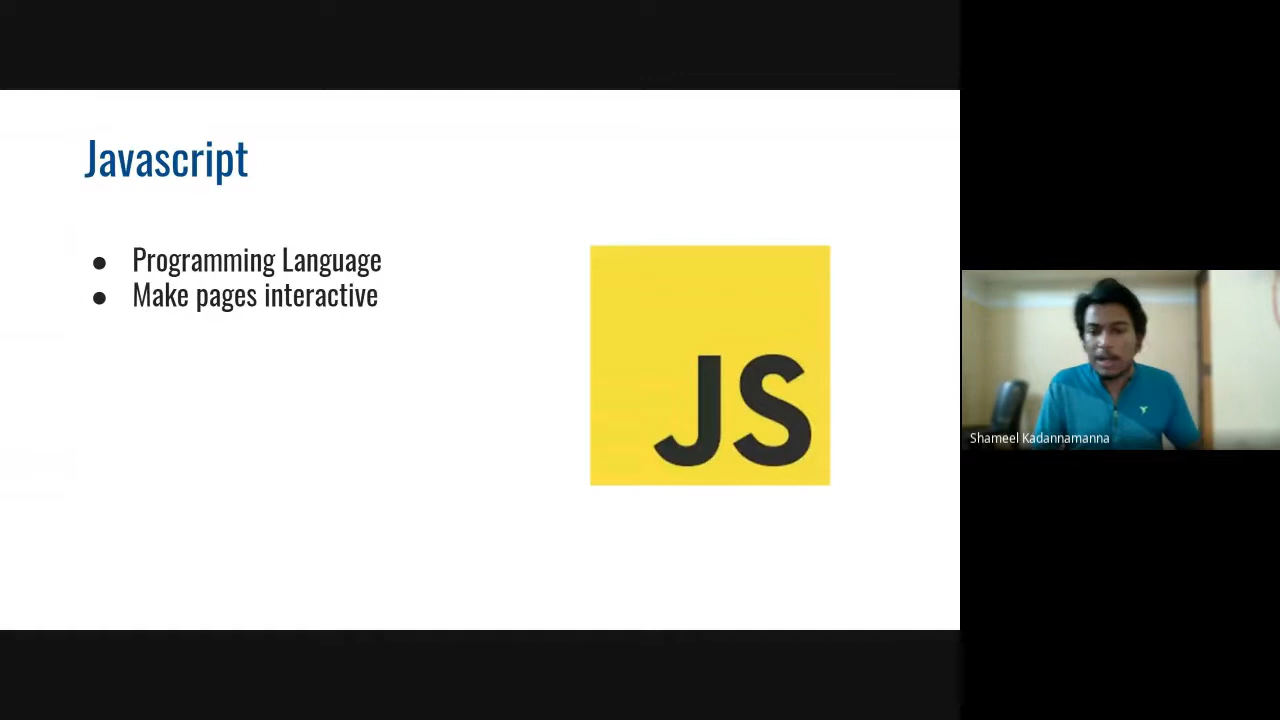 Javascript
● Programming Language
● Make pages interactive
JS
Shameel Kadannamanna